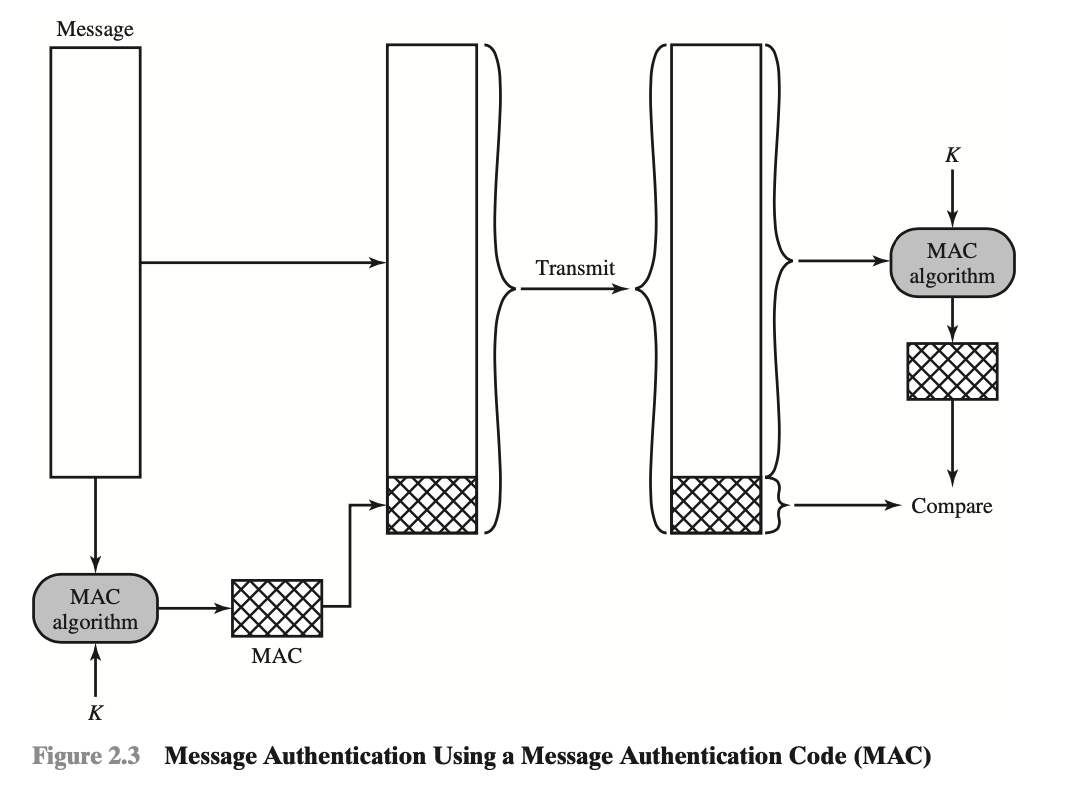 Message
K
MAC
algorithm
Transmit
Compare
MAC
algorithm
MAC
K
Figure 2.3 Message Authentication Using a Message Authentication Code (MAC)